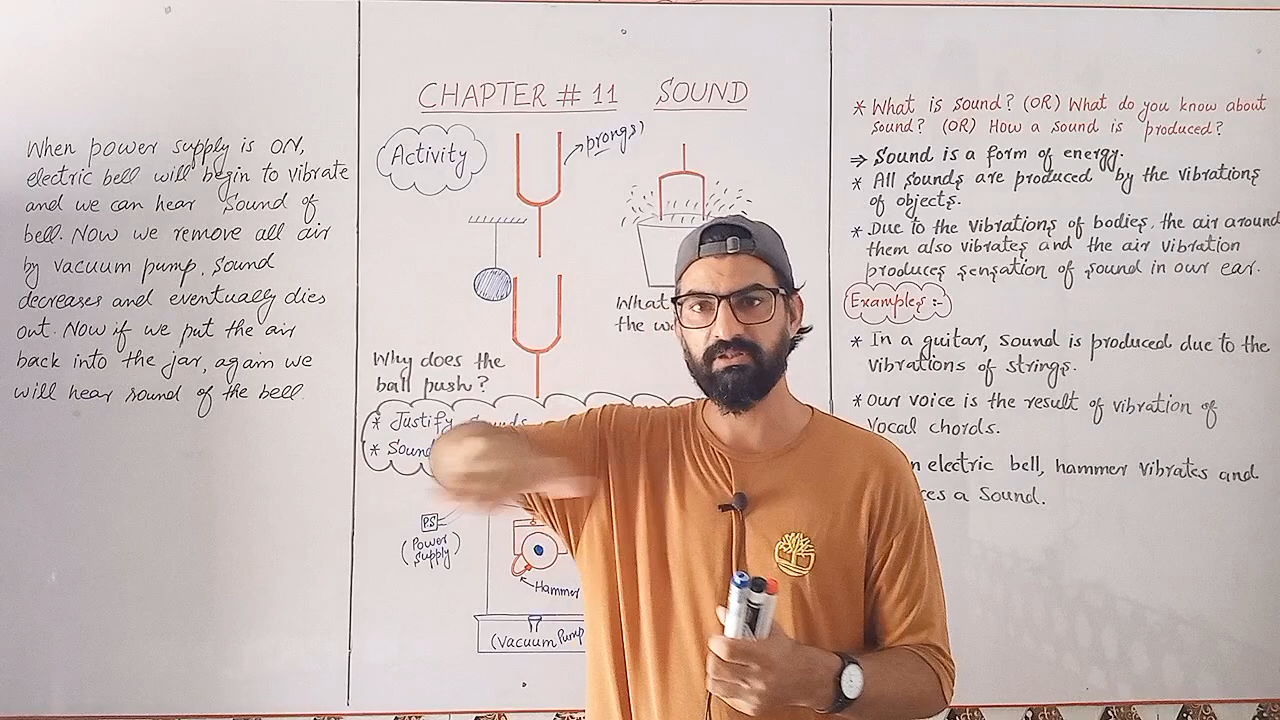 When power supply is ON,
electric bell will begin to vibrate
and we can hear sound of
bell. Now we remove all air
by vacuum pump, sound
decreases and eventually dies
out. Now if we put the air
back into the jar, again we
will hear sound of the bell.
CHAPTER # 11 SOUND
Activity
prongs
Why does the
ball push?
What
the
* Justify
* Sound
PS
(Power
Supply)
Hammer
(Vacuum Pump
* What is sound? (OR) What do you know about
sound? (OR) How a sound is produced?
⇒ Sound is a form of energy.
* All sounds are produced by the vibrations
of objects.
* Due to the vibrations of bodies, the air around
them also vibrates and the air vibration
produces sensation of sound in our ear.
Examples :-
* In a guitar, sound is produced due to the
vibrations of strings.
* Our voice is the result of vibration of
Vocal chords.
electric bell, hammer vibrates and
a Sound.